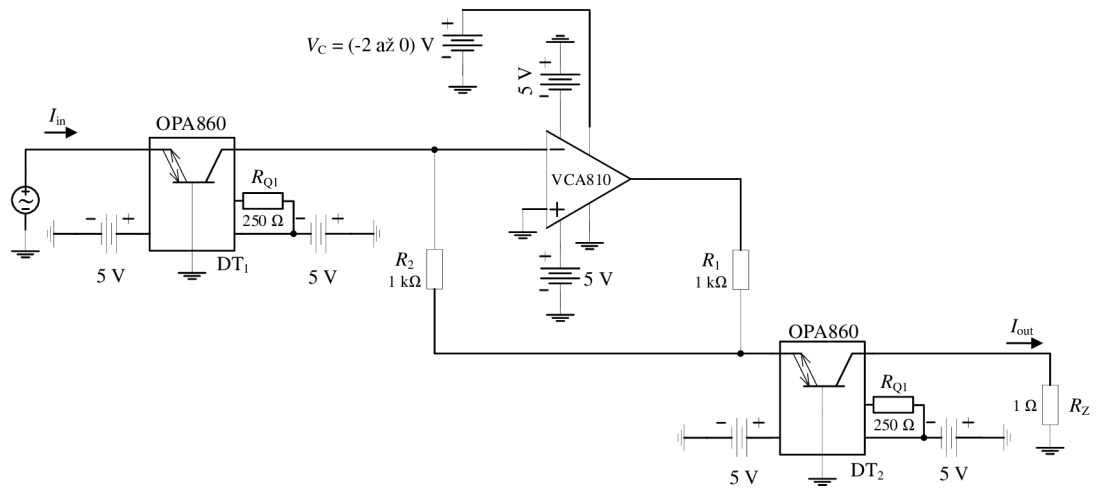 V_C = (-2 až 0) V
+
-
5 V
+
-
I_in
OPA860
R_Q1
250 Ω
- +
5 V
- +
5 V
DT_1
−
VCA810
+
+
-
5 V
R_2
1 kΩ
R_1
1 kΩ
OPA860
I_out
R_Q1
250 Ω
- +
5 V
- +
5 V
DT_2
1 Ω
R_Z